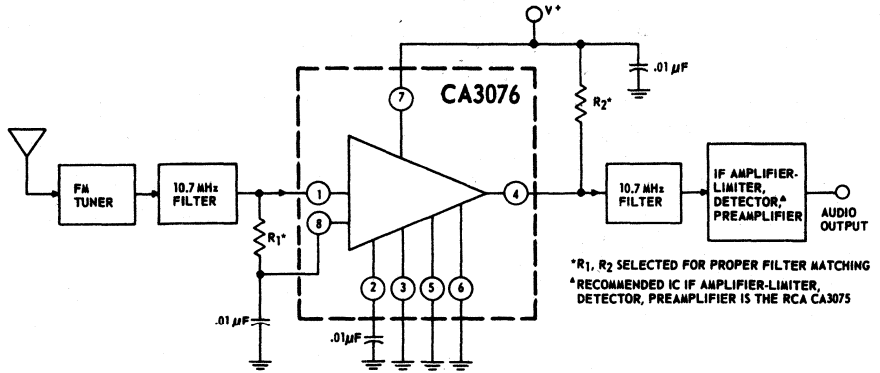 V+
.01 µF
CA3076
7
R2*
FM
TUNER
10.7 MHz
FILTER
1
8
R1*
4
10.7 MHz
FILTER
IF AMPLIFIER-
LIMITER,
DETECTOR,▲
PREAMPLIFIER
AUDIO
OUTPUT
2
3
5
6
.01 µF
.01µF
*R1, R2 SELECTED FOR PROPER FILTER MATCHING
▲RECOMMENDED IC IF AMPLIFIER-LIMITER,
DETECTOR, PREAMPLIFIER IS THE RCA CA3075